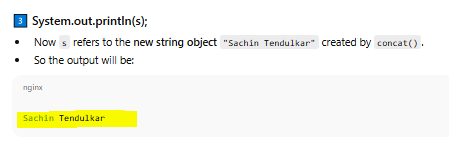 3 System.out.println(s);
• Now s refers to the new string object "Sachin Tendulkar" created by concat().
• So the output will be:
nginx
Sachin Tendulkar